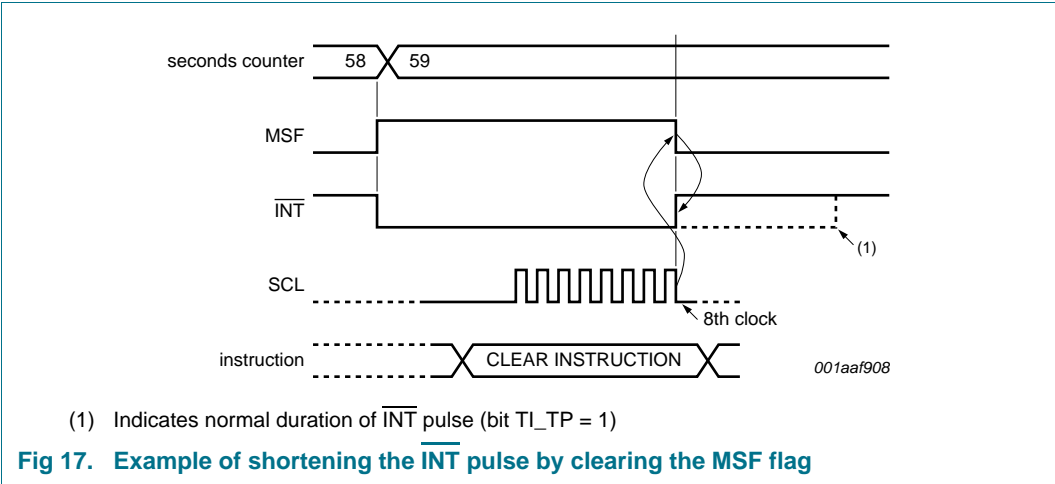 seconds counter 58 59
MSF
INT
(1)
SCL
8th clock
instruction CLEAR INSTRUCTION
001aaf908
(1) Indicates normal duration of INT pulse (bit TI_TP = 1)
Fig 17. Example of shortening the INT pulse by clearing the MSF flag